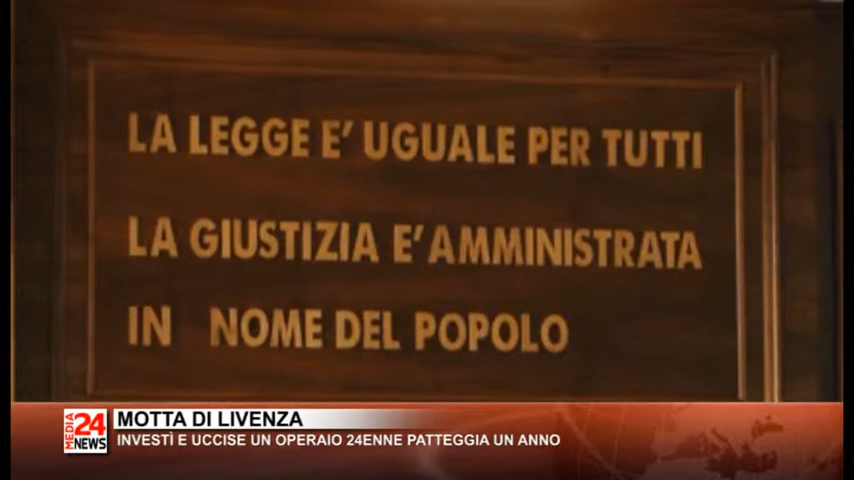 LA LEGGE E' UGUALE PER TUTTI
LA GIUSTIZIA E' AMMINISTRATA
IN NOME DEL POPOLO
MEDIA 24 NEWS
MOTTA DI LIVENZA
INVESTÌ E UCCISE UN OPERAIO 24ENNE PATTEGGIA UN ANNO